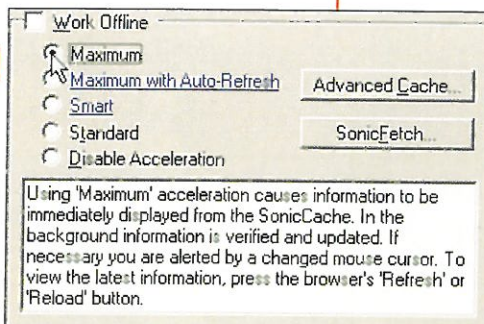 Work Offline
Maximum
Maximum with Auto-Refresh
Advanced Cache...
Smart
Standard
SonicFetch...
Disable Acceleration
Using 'Maximum' acceleration causes information to be
immediately displayed from the SonicCache. In the
background information is verified and updated. If
necessary you are alerted by a changed mouse cursor. To
view the latest information, press the browser's 'Refresh' or
'Reload' button.